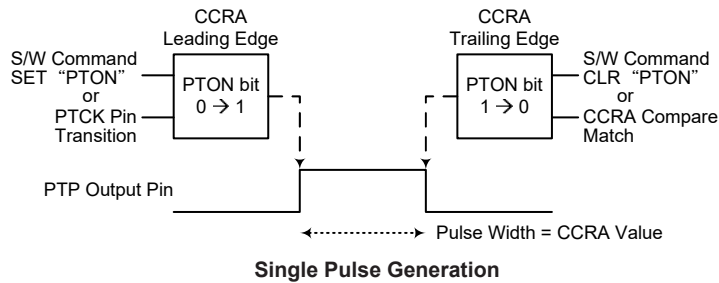 CCRA
Leading Edge
S/W Command
SET “PTON”
or
PTCK Pin
Transition
PTON bit
0 → 1
CCRA
Trailing Edge
PTON bit
1 → 0
S/W Command
CLR “PTON”
or
CCRA Compare
Match
PTP Output Pin
Pulse Width = CCRA Value
Single Pulse Generation